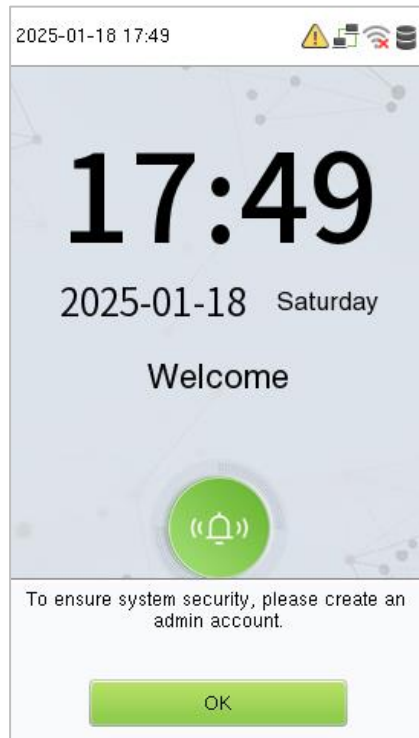 2025-01-18 17:49
17:49
2025-01-18 Saturday
Welcome
To ensure system security, please create an
admin account.
OK